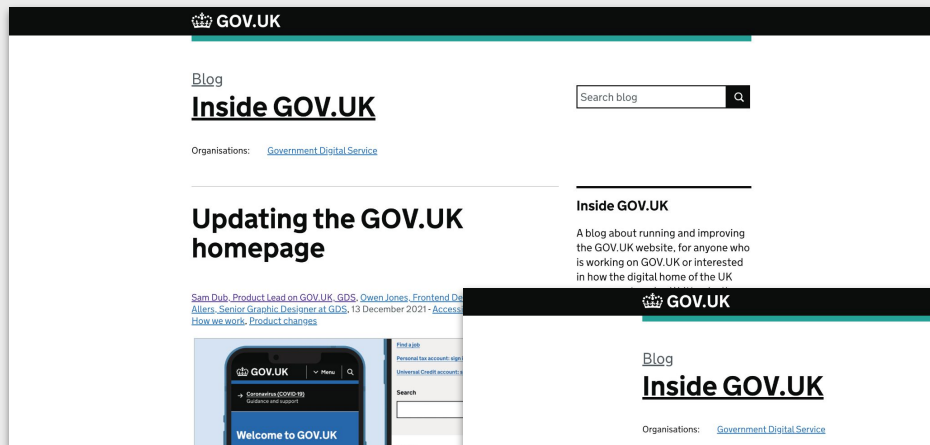 GOV.UK
Blog
Inside GOV.UK
Search blog
Organisations: Government Digital Service
Updating the GOV.UK
homepage
Sam Dub, Product Lead on GOV.UK, GDS, Owen Jones, Frontend De
Allers, Senior Graphic Designer at GDS, 13 December 2021 - Access
How we work, Product changes
Inside GOV.UK
A blog about running and improving
the GOV.UK website, for anyone who
is working on GOV.UK or interested
in how the digital home of the UK
GOV.UK
Menu
→ Coronavirus (COVID-19)
Guidance and support
Welcome to GOV.UK
Find a job
Personal tax account: sign
Universal Credit account:
Search
GOV.UK
Blog
Inside GOV.UK
Organisations: Government Digital Service